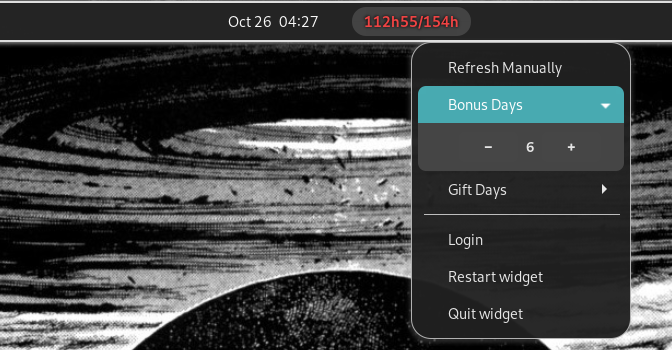 Oct 26 04:27 112h55/154h
Refresh Manually
Bonus Days
− 6 +
Gift Days
Login
Restart widget
Quit widget